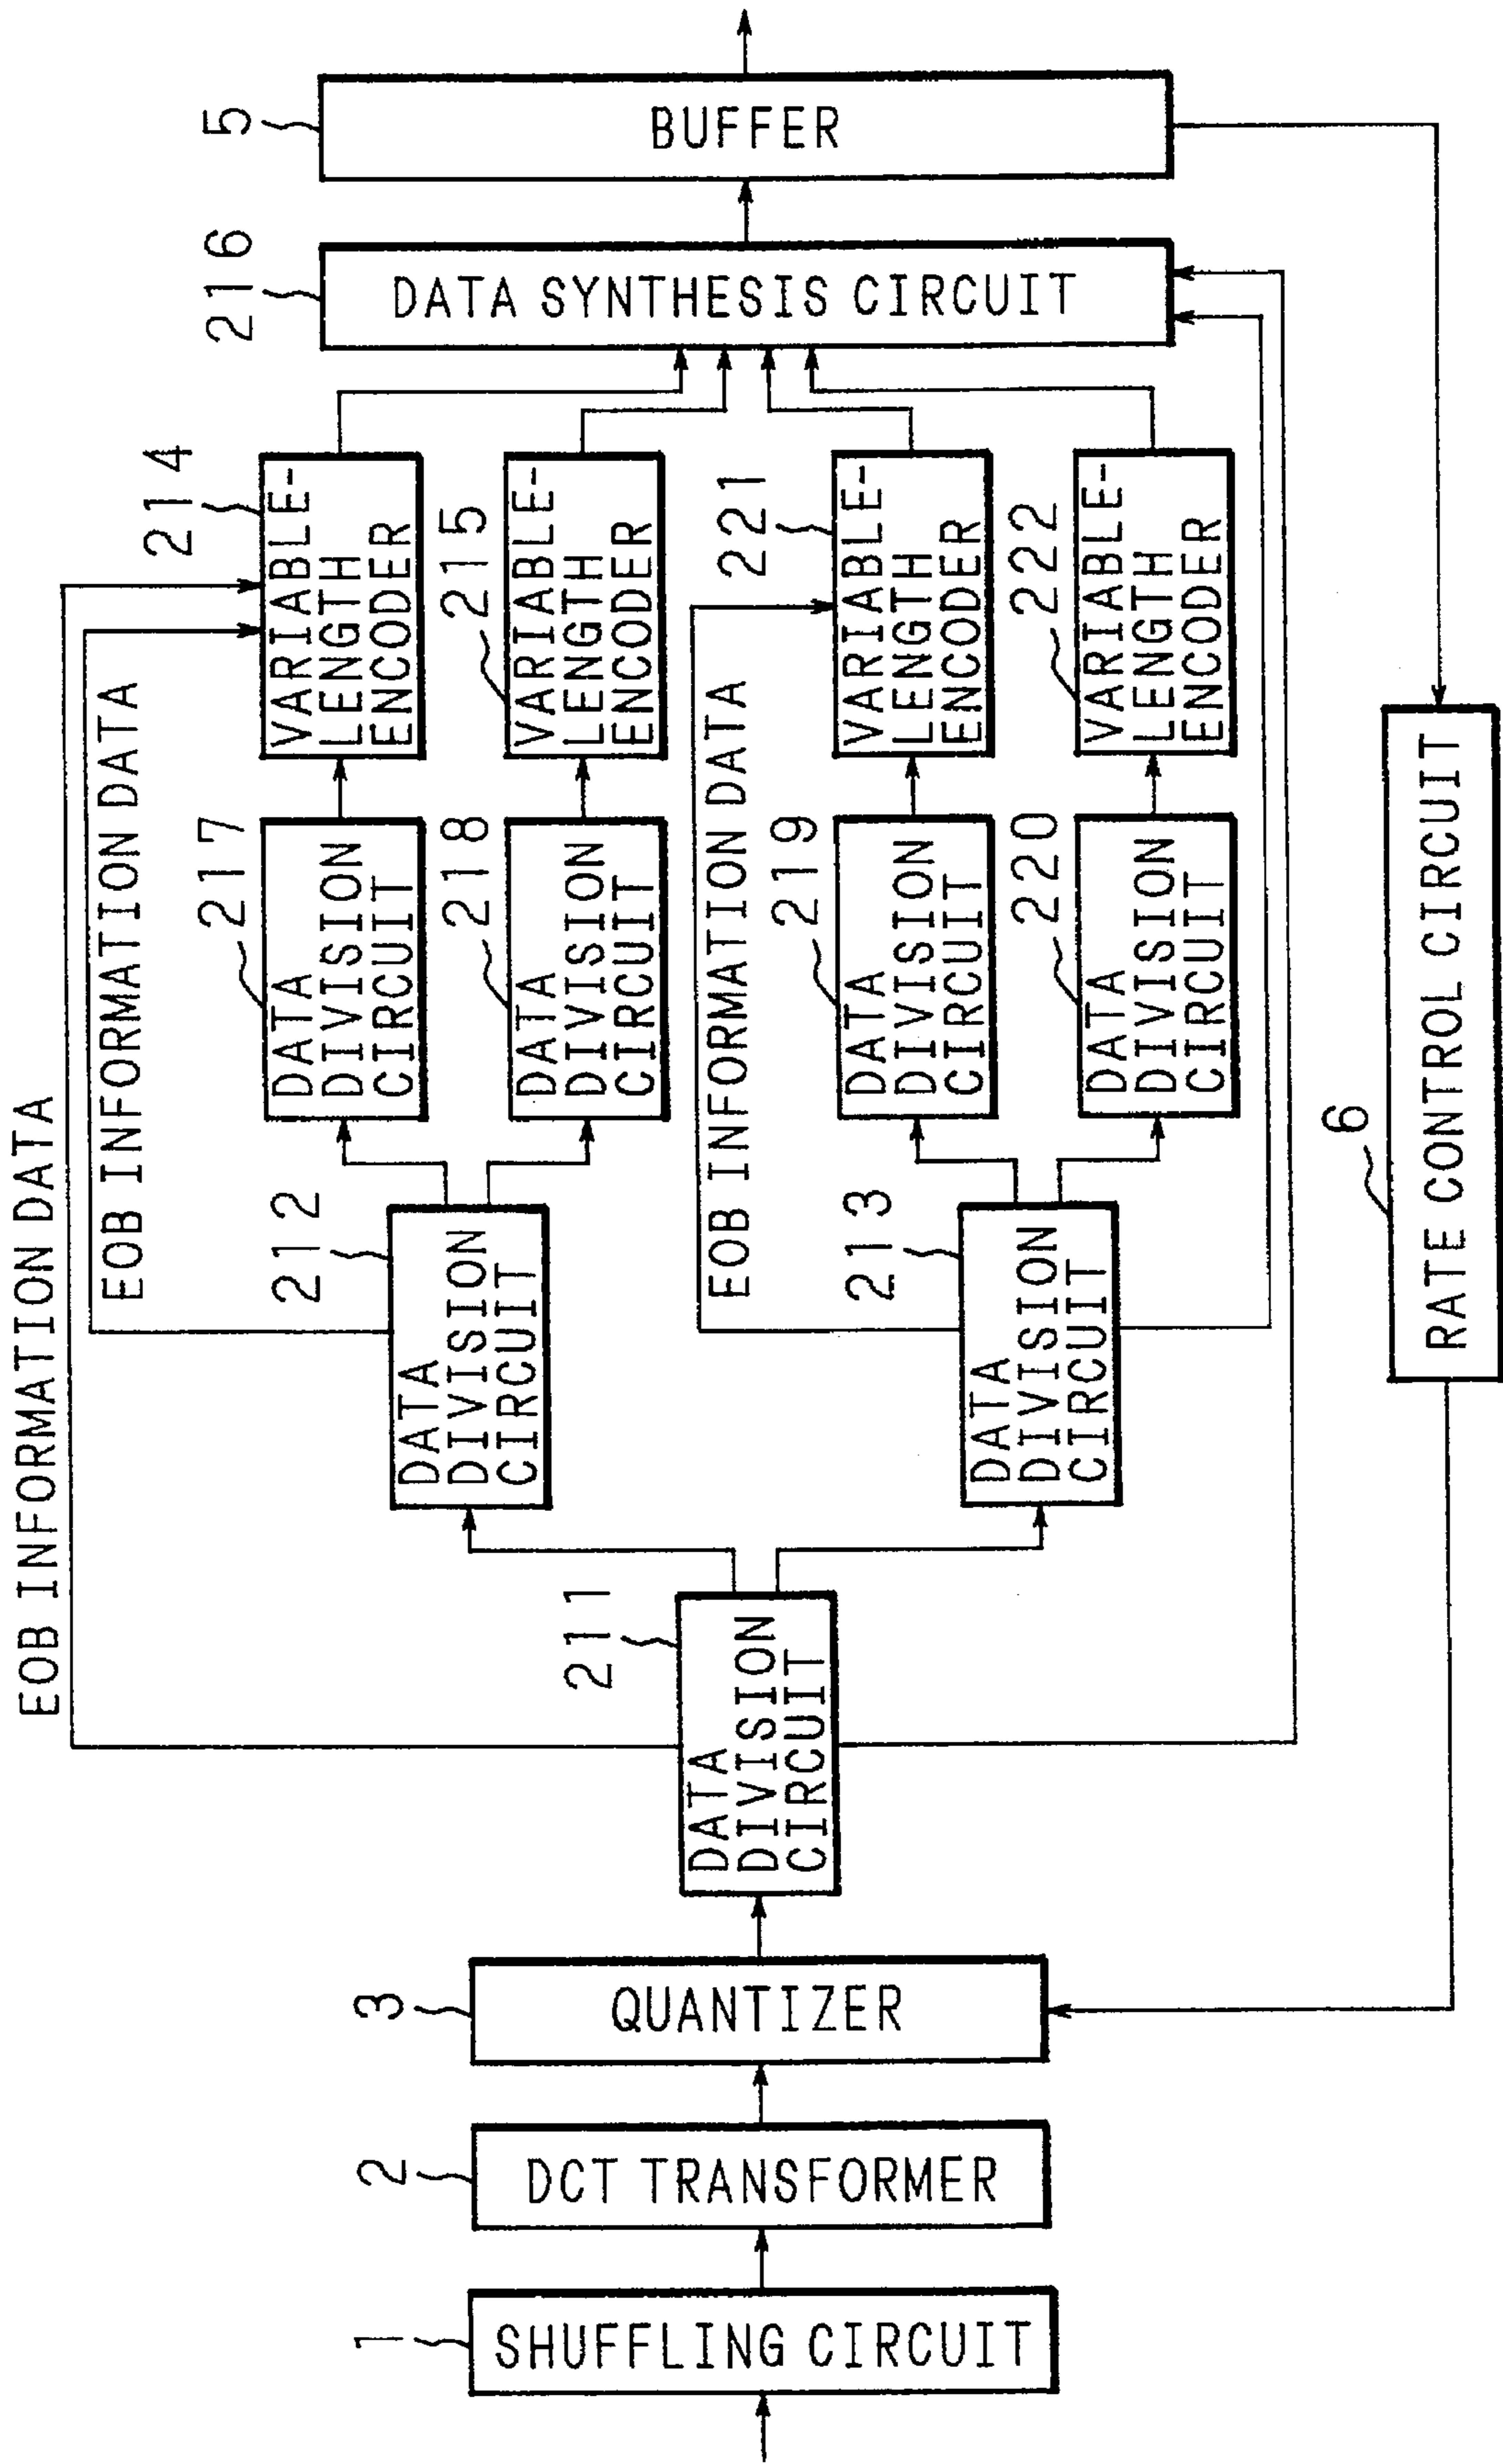 1
SHUFFLING CIRCUIT
2
DCT TRANSFORMER
3
QUANTIZER
211
DATA
DIVISION
CIRCUIT
EOB INFORMATION DATA
212
DATA
DIVISION
CIRCUIT
213
DATA
DIVISION
CIRCUIT
EOB INFORMATION DATA
217
DATA
DIVISION
CIRCUIT
218
DATA
DIVISION
CIRCUIT
EOB INFORMATION DATA
219
DATA
DIVISION
CIRCUIT
220
DATA
DIVISION
CIRCUIT
214
VARIABLE-
LENGTH
ENCODER
215
VARIABLE-
LENGTH
ENCODER
221
VARIABLE-
LENGTH
ENCODER
222
VARIABLE-
LENGTH
ENCODER
216
DATA SYNTHESIS CIRCUIT
5
BUFFER
6
RATE CONTROL CIRCUIT